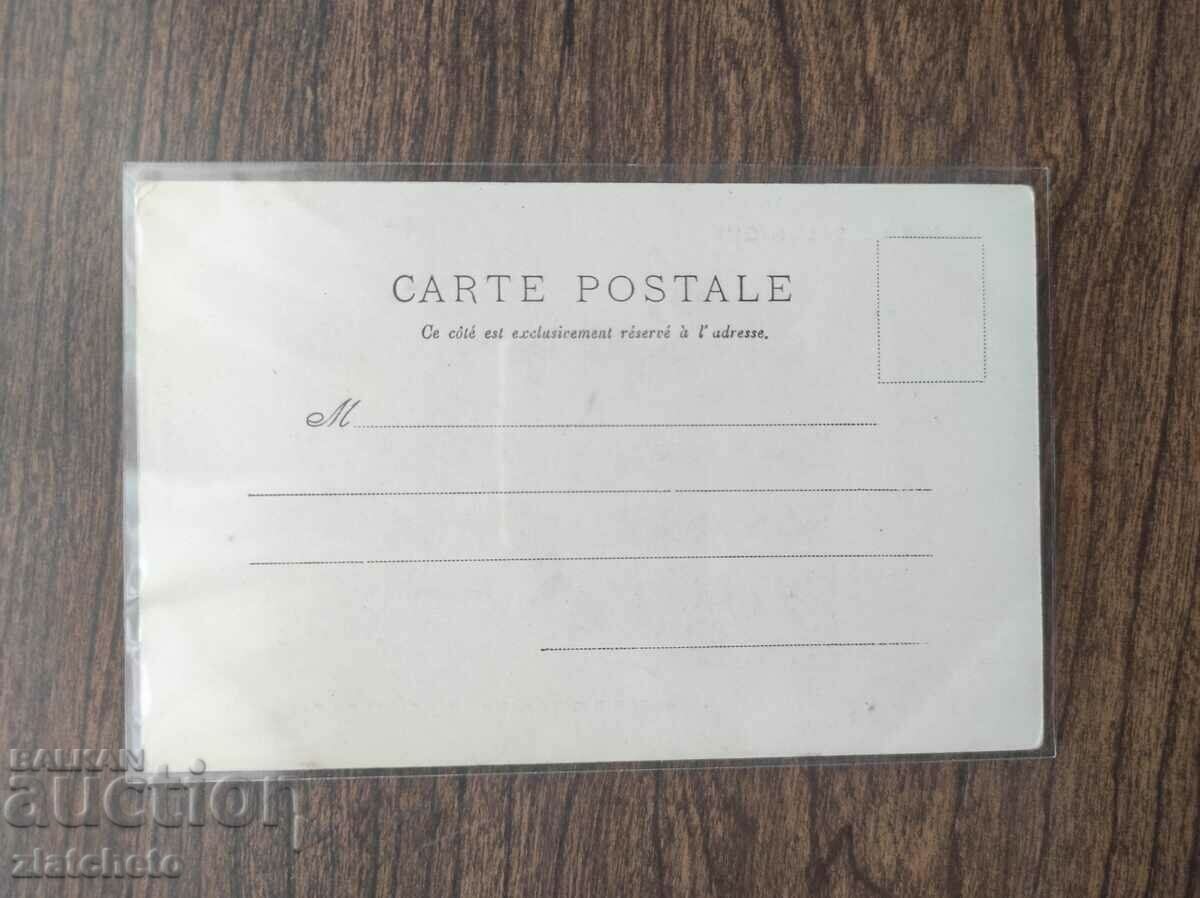 CARTE POSTALE
Ce côté est exclusivement réservé à l'adresse.
M
BALKAN
auction
zlatcheto